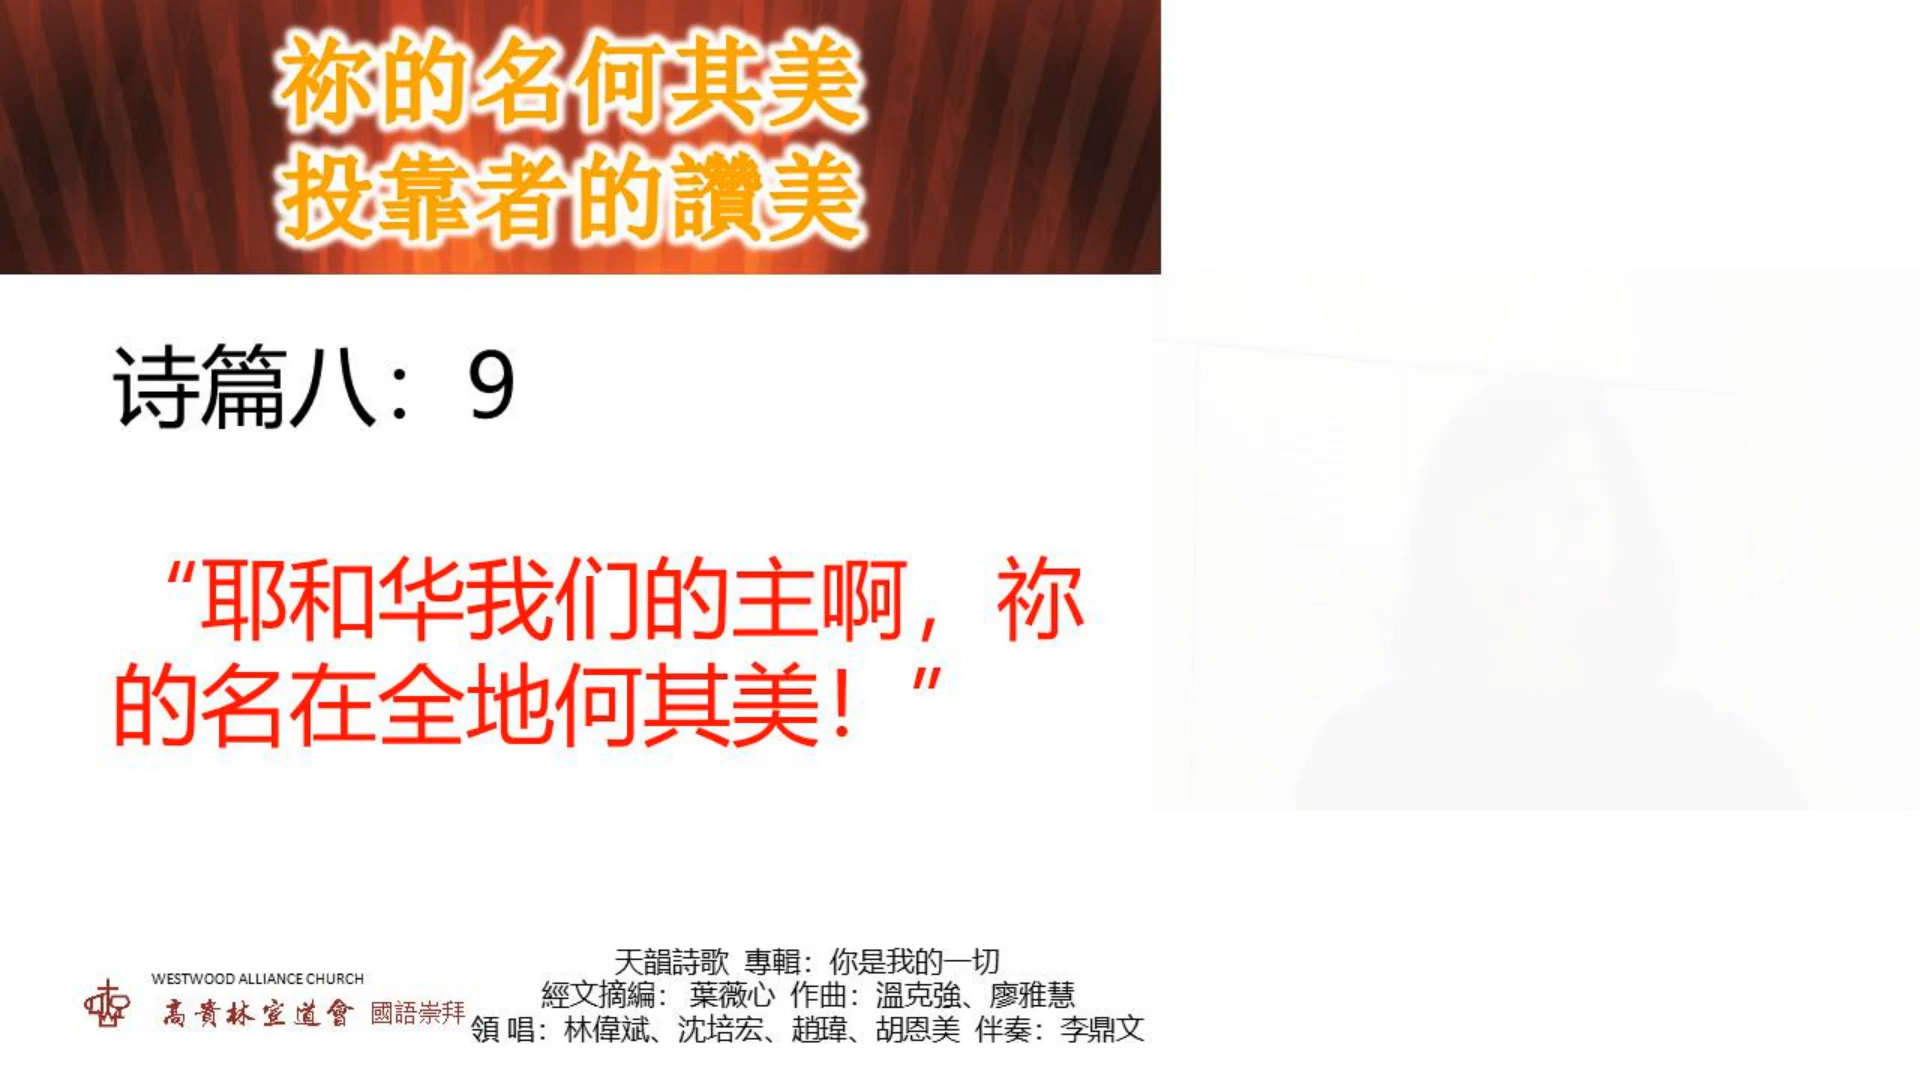 祢的名何其美
投靠者的讚美
诗篇八：9
“耶和华我们的主啊，祢
的名在全地何其美！”
天韻詩歌 專輯：你是我的一切
經文摘編： 葉薇心 作曲：溫克強、廖雅慧
領 唱：林偉斌、沈培宏、趙瑋、胡恩美 伴奏：李鼎文
WESTWOOD ALLIANCE CHURCH
高貴林宣道會 國語崇拜